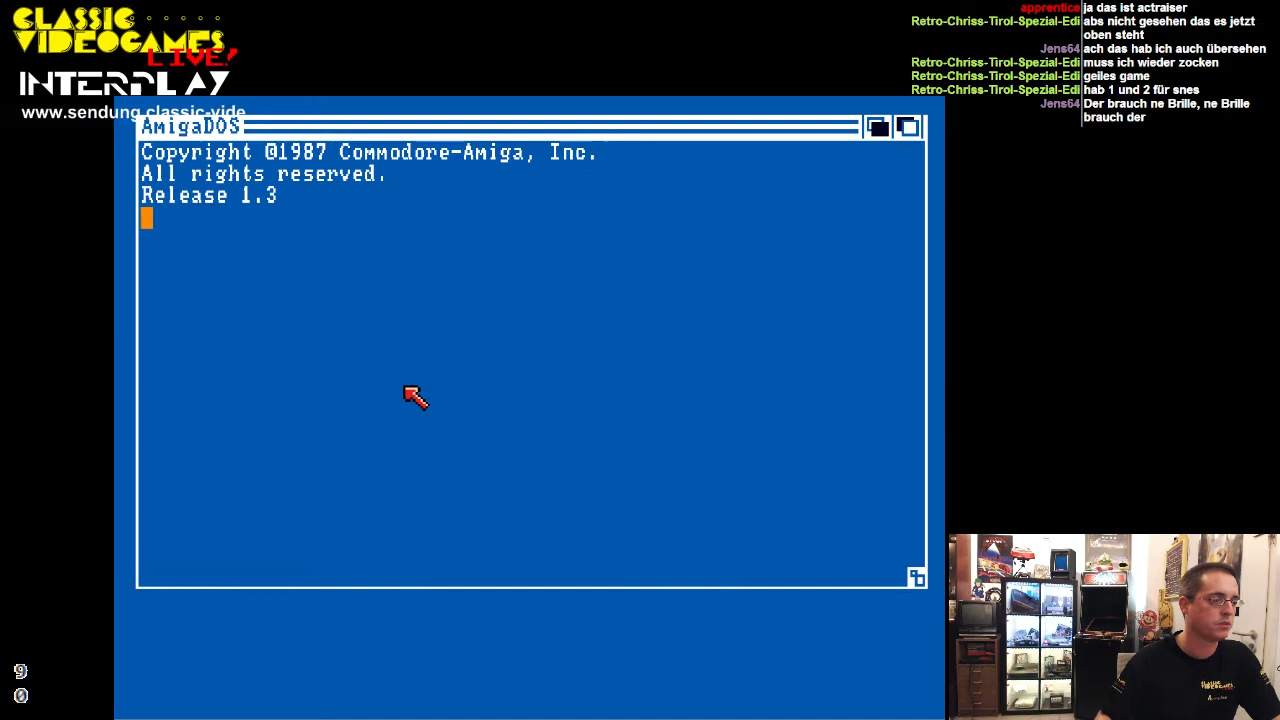 CLASSIC
VIDEOGAMES
LIVE!
INTERPLAY
www.sendung.classic-vide
AmigaDOS
Copyright @1987 Commodore-Amiga, Inc.
All rights reserved.
Release 1.3
apprentice ja das ist actraiser
Retro-Chriss-Tirol-Spezial-Edi abs nicht gesehen das es jetzt
oben steht
Jens64 ach das hab ich auch übersehen
Retro-Chriss-Tirol-Spezial-Edi muss ich wieder zocken
Retro-Chriss-Tirol-Spezial-Edi geiles game
Retro-Chriss-Tirol-Spezial-Edi hab 1 und 2 für snes
Jens64 Der brauch ne Brille, ne Brille
brauch der
9
0
CLASSIC
VIDEOGAMES